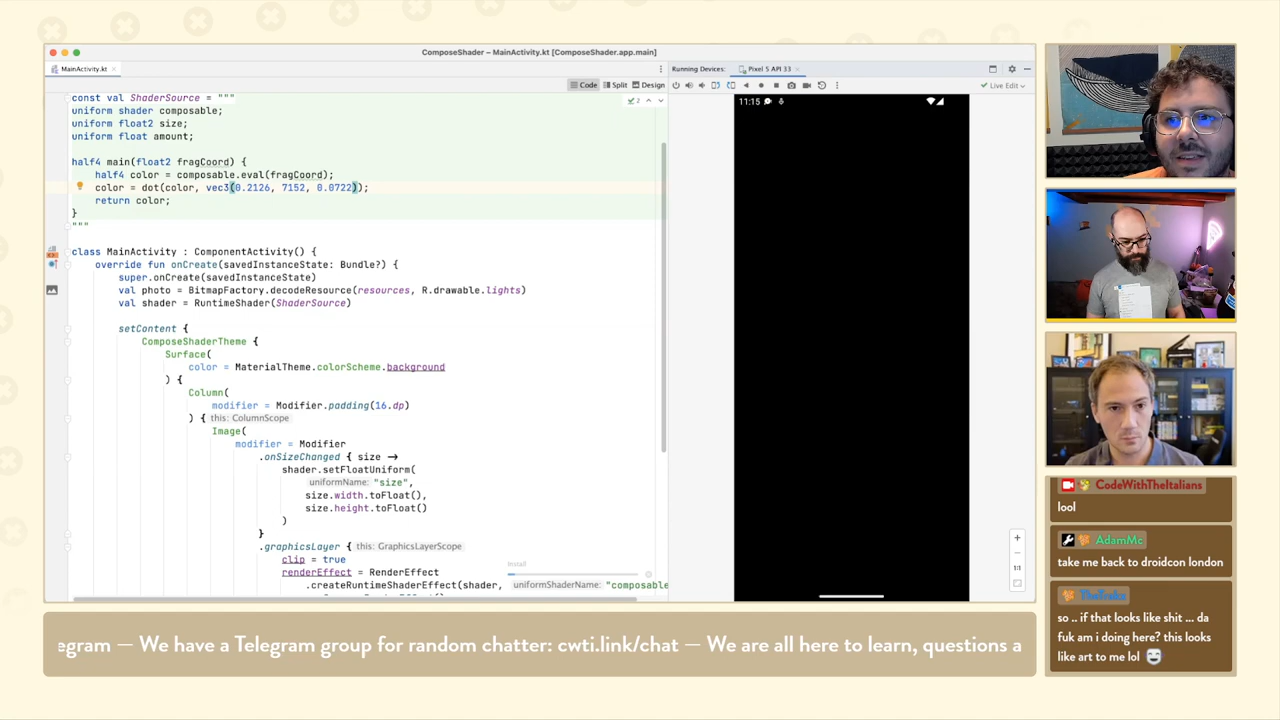 ComposeShader – MainActivity.kt [ComposeShader.app.main]
MainActivity.kt
Running Devices:
Pixel 5 API 33
Code
Split
Design
Live Edit
const val ShaderSource = """
2
uniform shader composable;
uniform float2 size;
uniform float amount;
half4 main(float2 fragCoord) {
half4 color = composable.eval(fragCoord);
color = dot(color, vec3(0.2126, 7152, 0.0722));
return color;
}
"""
class MainActivity : ComponentActivity() {
override fun onCreate(savedInstanceState: Bundle?) {
super.onCreate(savedInstanceState)
val photo = BitmapFactory.decodeResource(resources, R.drawable.lights)
val shader = RuntimeShader(ShaderSource)
setContent {
ComposeShaderTheme {
Surface(
color = MaterialTheme.colorScheme.background
) {
Column(
modifier = Modifier.padding(16.dp)
) { this: ColumnScope
Image(
modifier = Modifier
.onSizeChanged { size →
shader.setFloatUniform(
uniformName: "size",
size.width.toFloat(),
size.height.toFloat()
)
}
.graphicsLayer { this: GraphicsLayerScope
clip = true
Install
renderEffect = RenderEffect
.createRuntimeShaderEffect(shader, uniformShaderName: "composable
11:15
1:1
CodeWithTheItalians
lool
AdamMc
take me back to droidcon london
so .. if that looks like shit ... da
fuk am i doing here? this looks
like art to me lol
egram — We have a Telegram group for random chatter: cwti.link/chat — We are all here to learn, questions a